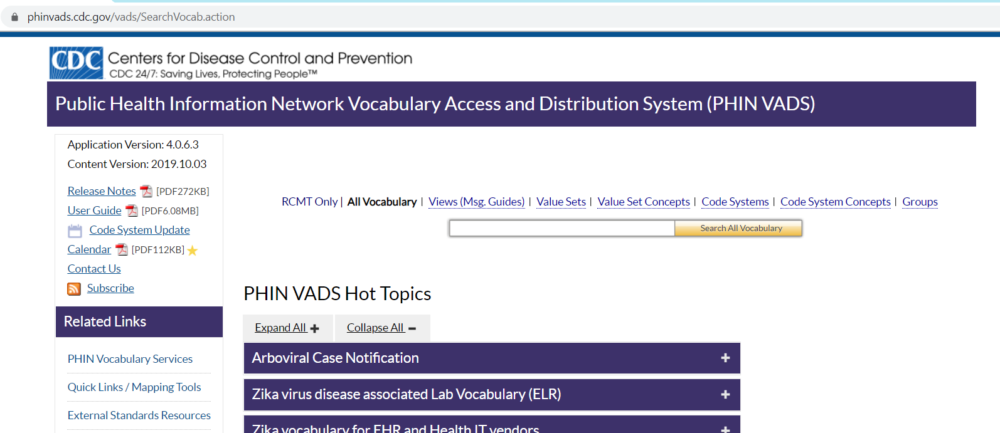 phinvads.cdc.gov/vads/SearchVocab.action
CDC Centers for Disease Control and Prevention
CDC 24/7: Saving Lives, Protecting People™
Public Health Information Network Vocabulary Access and Distribution System (PHIN VADS)
Application Version: 4.0.6.3
Content Version: 2019.10.03
Release Notes [PDF272KB]
User Guide [PDF6.08MB]
Code System Update
Calendar [PDF112KB]
Contact Us
Subscribe
Related Links
PHIN Vocabulary Services
Quick Links / Mapping Tools
External Standards Resources
RCMT Only | All Vocabulary | Views (Msg. Guides) | Value Sets | Value Set Concepts | Code Systems | Code System Concepts | Groups
Search All Vocabulary
PHIN VADS Hot Topics
Expand All + Collapse All −
Arboviral Case Notification +
Zika virus disease associated Lab Vocabulary (ELR) +
Zika vocabulary for EHR and Health IT vendors +